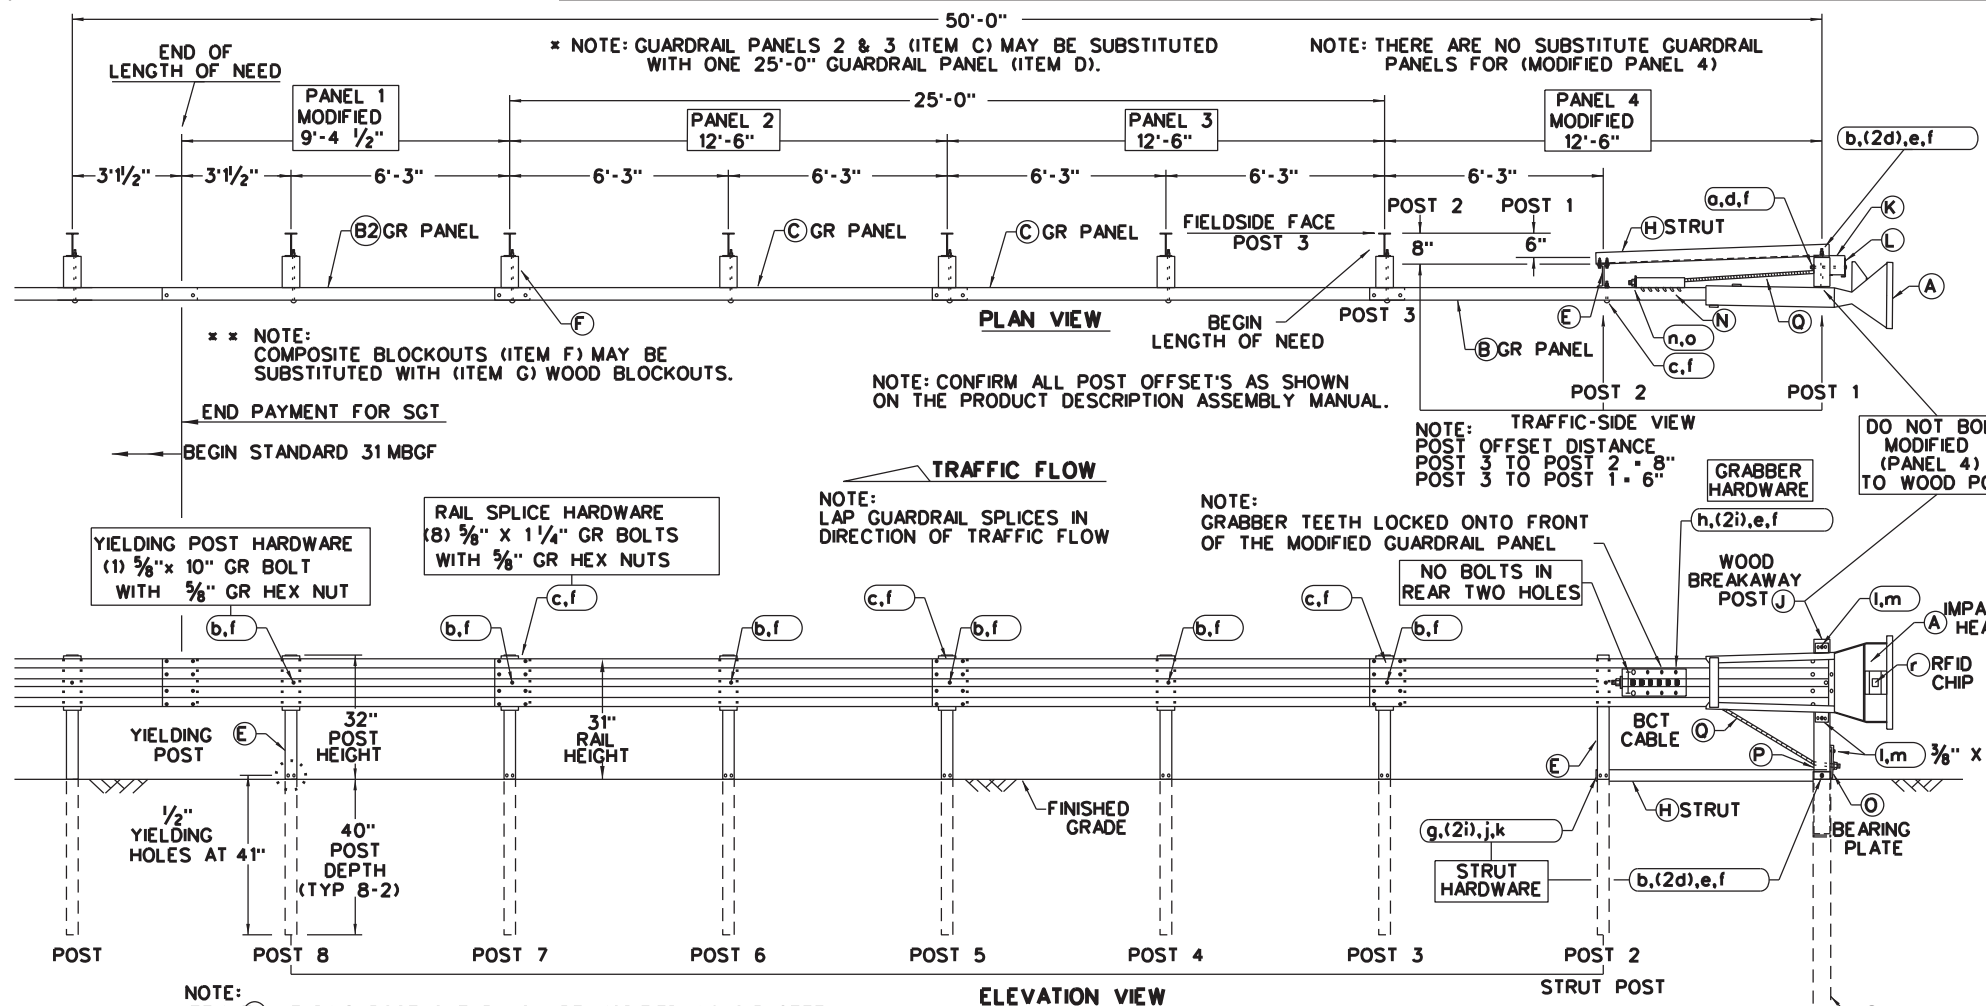 50'-0"
END OF
LENGTH OF NEED
* NOTE: GUARDRAIL PANELS 2 & 3 (ITEM C) MAY BE SUBSTITUTED
WITH ONE 25'-0" GUARDRAIL PANEL (ITEM D).
NOTE: THERE ARE NO SUBSTITUTE GUARDRAIL
PANELS FOR (MODIFIED PANEL 4)
PANEL 1
MODIFIED
9'-4 1/2"
25'-0"
PANEL 2
12'-6"
PANEL 3
12'-6"
PANEL 4
MODIFIED
12'-6"
b,(2d),e,f
3'1/2"
3'1/2"
6'-3"
6'-3"
6'-3"
6'-3"
6'-3"
6'-3"
B2 GR PANEL
C GR PANEL
C GR PANEL
FIELDSIDE FACE
POST 3
POST 2
8"
POST 1
6"
H STRUT
a,d,f
K
L
A
F
PLAN VIEW
BEGIN
LENGTH OF NEED
POST 3
B GR PANEL
E
N
Q
n,o
c,f
* * NOTE:
COMPOSITE BLOCKOUTS (ITEM F) MAY BE
SUBSTITUTED WITH (ITEM G) WOOD BLOCKOUTS.
NOTE: CONFIRM ALL POST OFFSET'S AS SHOWN
ON THE PRODUCT DESCRIPTION ASSEMBLY MANUAL.
POST 2
POST 1
TRAFFIC-SIDE VIEW
END PAYMENT FOR SGT
BEGIN STANDARD 31 MBGF
NOTE:
POST OFFSET DISTANCE
POST 3 TO POST 2 = 8"
POST 3 TO POST 1 = 6"
DO NOT
MODIFIED
(PANEL 4)
TO WOOD
TRAFFIC FLOW
NOTE:
LAP GUARDRAIL SPLICES IN
DIRECTION OF TRAFFIC FLOW
GRABBER
HARDWARE
h,(2i),e,f
NOTE:
GRABBER TEETH LOCKED ONTO FRONT
OF THE MODIFIED GUARDRAIL PANEL
NO BOLTS IN
REAR TWO HOLES
YIELDING POST HARDWARE
(1) 5/8"x 10" GR BOLT
WITH 5/8" GR HEX NUT
RAIL SPLICE HARDWARE
(8) 5/8" X 1 1/4" GR BOLTS
WITH 5/8" GR HEX NUTS
WOOD
BREAKAWAY
POST J
l,m
A
r RFID
CHIP
b,f
c,f
b,f
b,f
c,f
b,f
b,f
c,f
b,f
YIELDING
POST
E
32"
POST
HEIGHT
31"
RAIL
HEIGHT
BCT
CABLE
Q
E
P
l,m 3/8" X
1/2"
YIELDING
HOLES AT 41"
40"
POST
DEPTH
(TYP 8-2)
FINISHED
GRADE
g,(2i),j,k
H STRUT
O
BEARING
PLATE
STRUT
HARDWARE
b,(2d),e,f
POST
POST 8
POST 7
POST 6
POST 5
POST 4
POST 3
POST 2
STRUT POST
NOTE:
ELEVATION VIEW